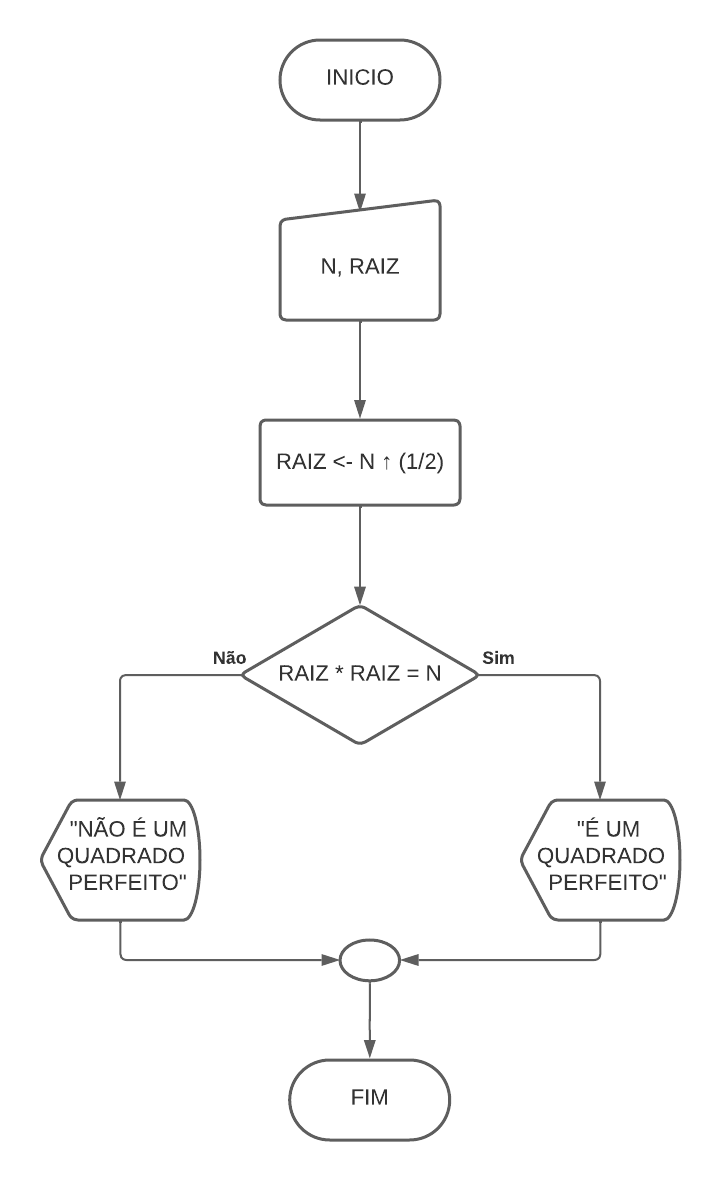 INICIO
N, RAIZ
RAIZ <- N ↑ (1/2)
Não
RAIZ * RAIZ = N
Sim
"NÃO É UM
QUADRADO
PERFEITO"
"É UM
QUADRADO
PERFEITO"
FIM